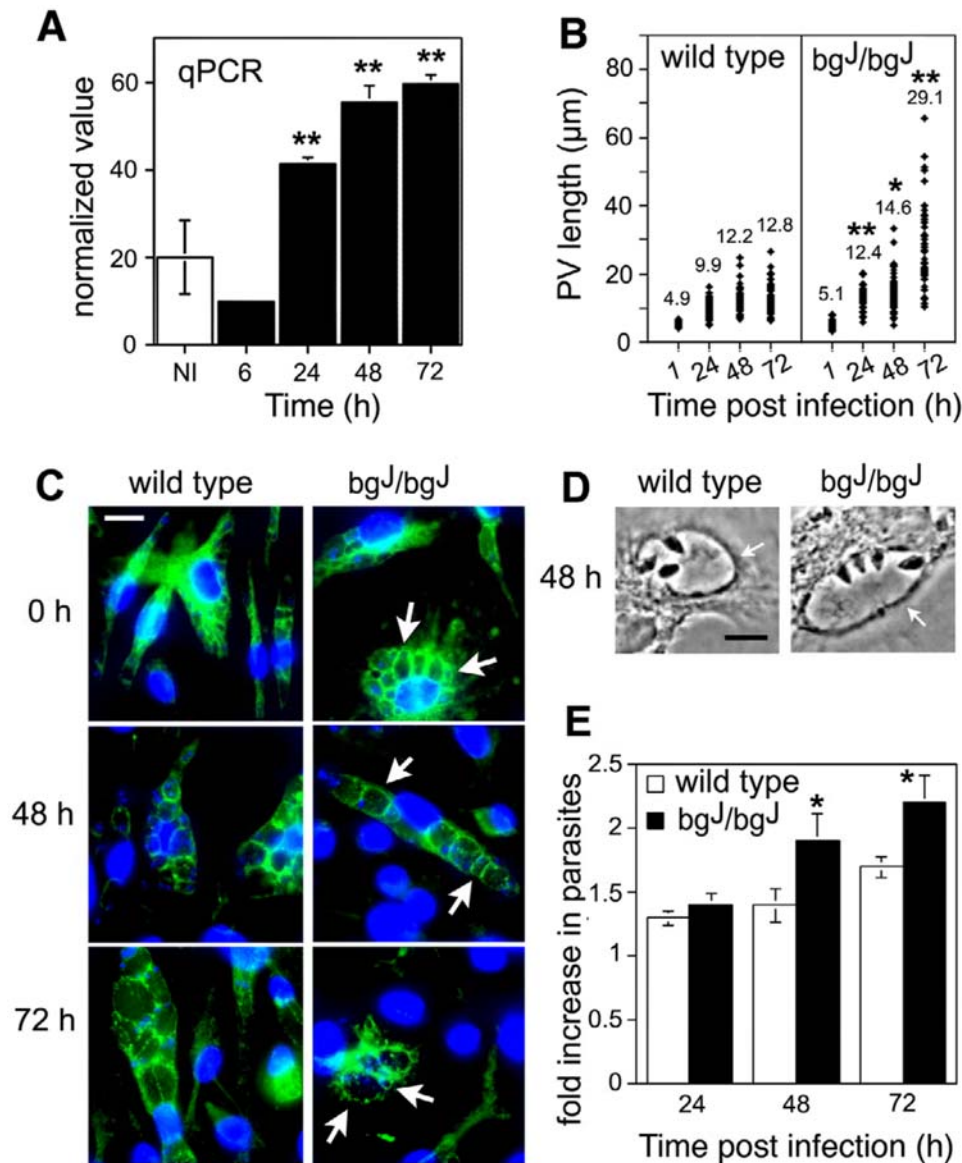 A
qPCR
normalized value
60
40
20
0
** ** **
NI 6 24 48 72
Time (h)
B
wild type bgJ/bgJ
PV length (µm)
80
60
40
20
0
4.9 9.9 12.2 12.8
5.1 ** 12.4 * 14.6 ** 29.1
1 24 48 72 1 24 48 72
Time post infection (h)
C
wild type bgJ/bgJ
0 h
48 h
72 h
D
wild type bgJ/bgJ
48 h
E
fold increase in parasites
2.5
2
1.5
1
0.5
0
wild type
bgJ/bgJ
* *
24 48 72
Time post infection (h)